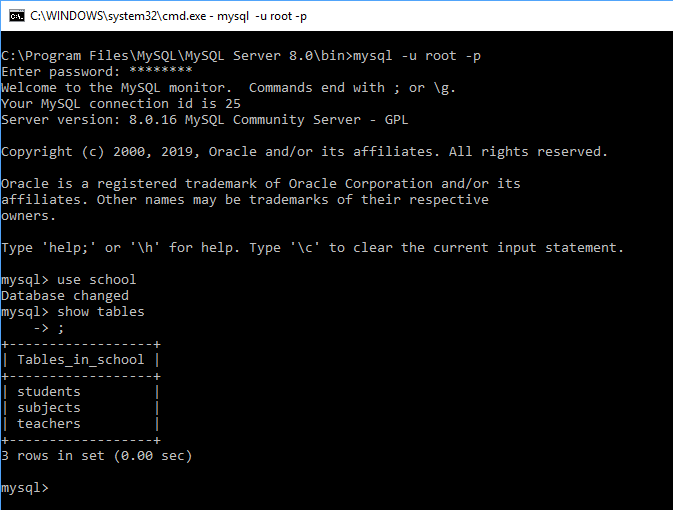 C:\WINDOWS\system32\cmd.exe - mysql  -u root -p
C:\Program Files\MySQL\MySQL Server 8.0\bin>mysql -u root -p
Enter password: ********
Welcome to the MySQL monitor.  Commands end with ; or \g.
Your MySQL connection id is 25
Server version: 8.0.16 MySQL Community Server - GPL
Copyright (c) 2000, 2019, Oracle and/or its affiliates. All rights reserved.
Oracle is a registered trademark of Oracle Corporation and/or its
affiliates. Other names may be trademarks of their respective
owners.
Type 'help;' or '\h' for help. Type '\c' to clear the current input statement.
mysql> use school
Database changed
mysql> show tables
    -> ;
+------------------+
| Tables_in_school |
+------------------+
| students         |
| subjects         |
| teachers         |
+------------------+
3 rows in set (0.00 sec)
mysql>